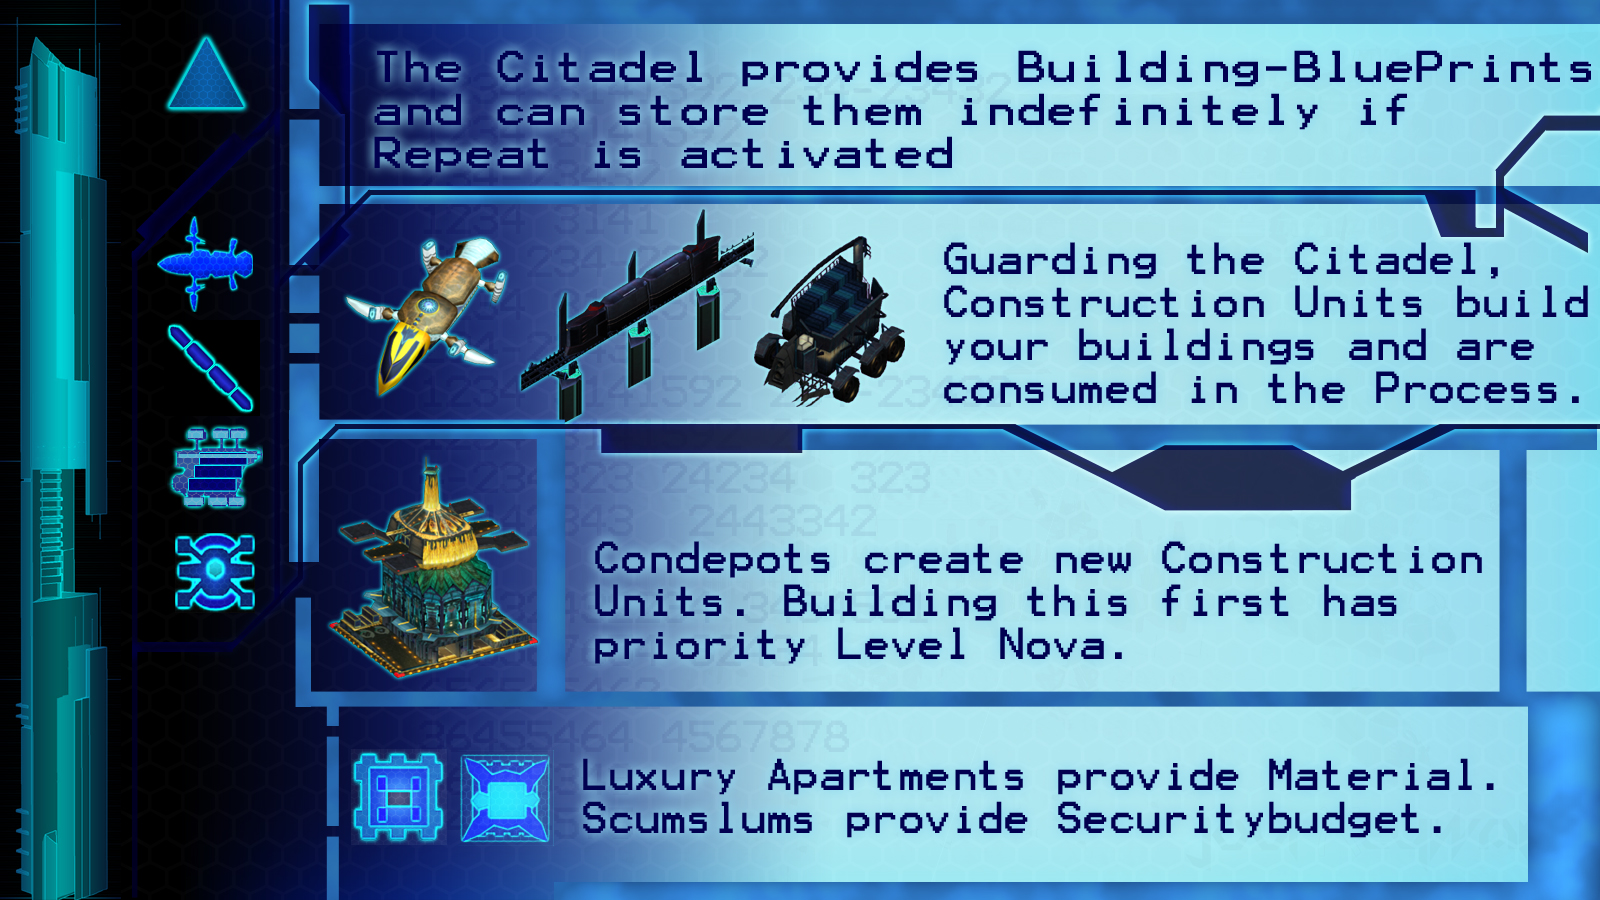 The Citadel provides Building-BluePrints
and can store them indefinitely if
Repeat is activated
Guarding the Citadel,
Construction Units build
your buildings and are
consumed in the Process.
Condepots create new Construction
Units. Building this first has
priority Level Nova.
Luxury Apartments provide Material.
Scumslums provide Securitybudget.